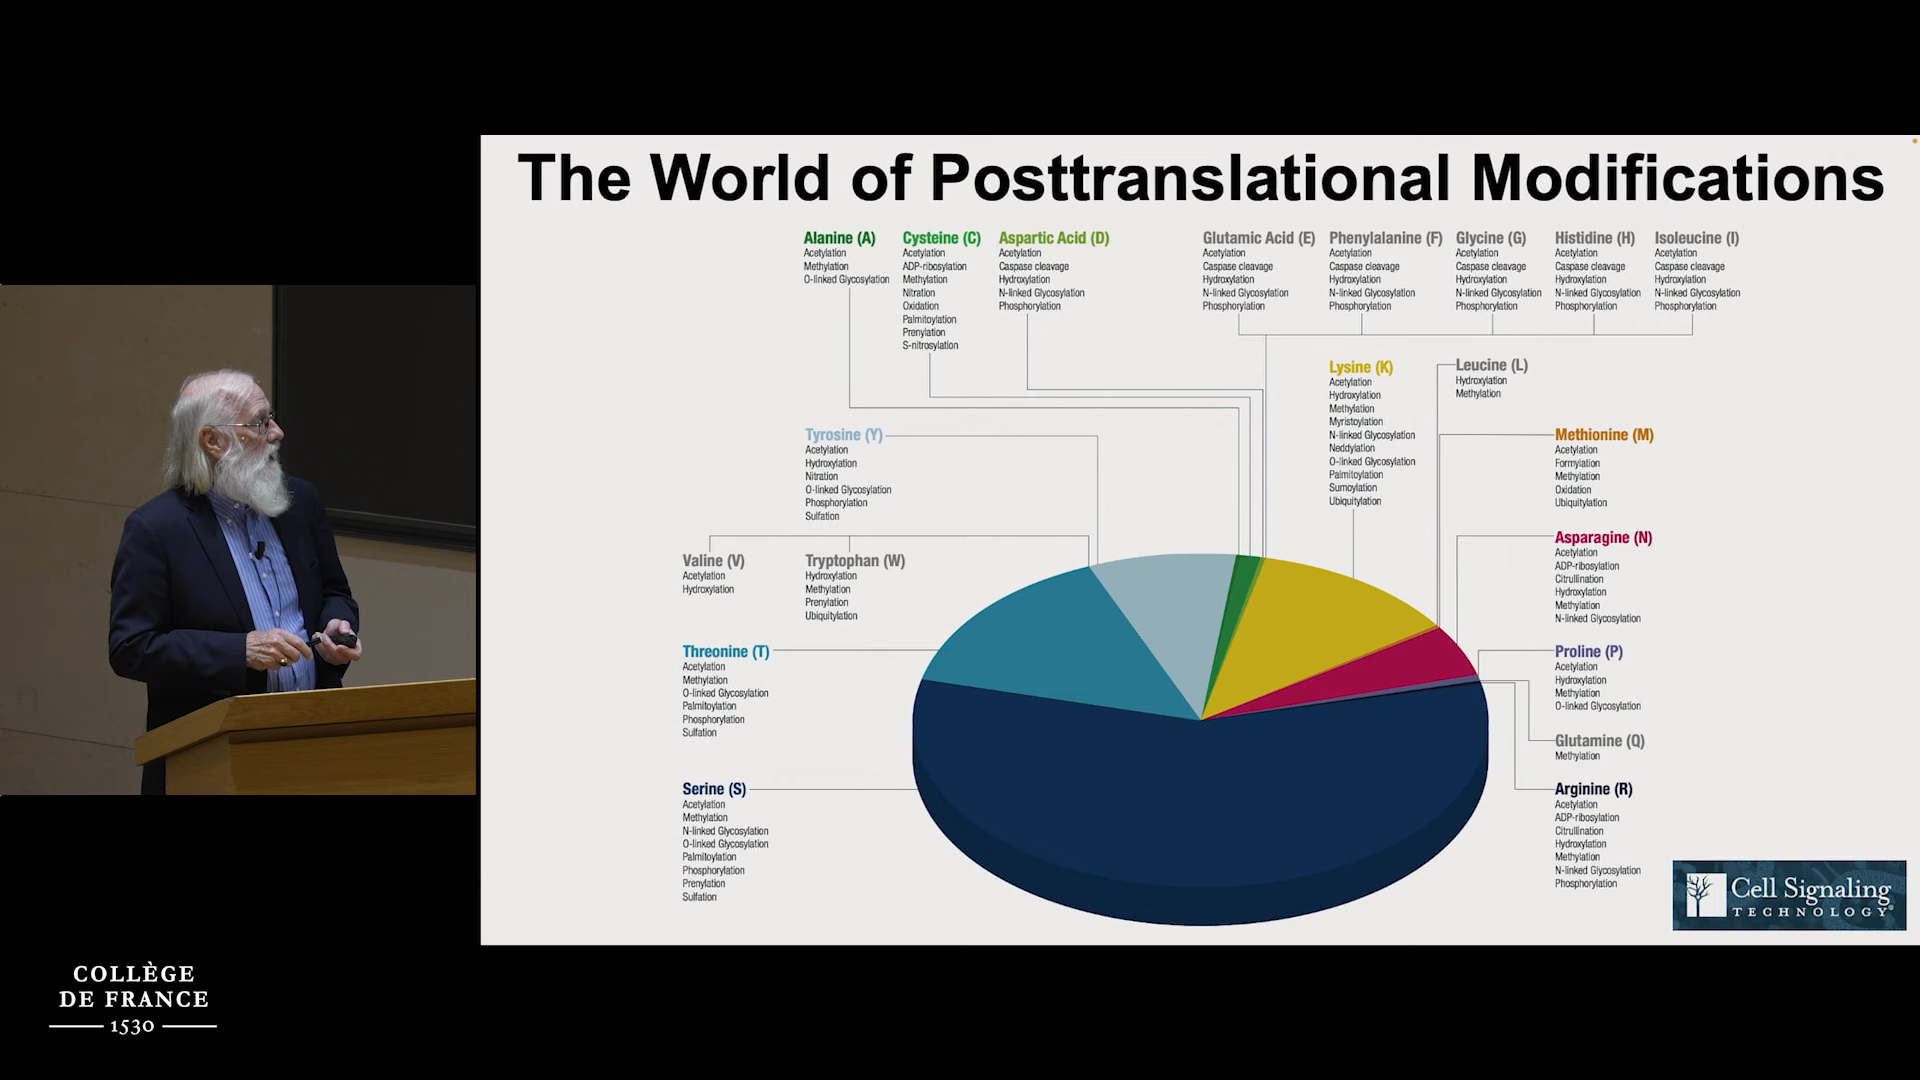 The World of Posttranslational Modifications
Alanine (A)
Acetylation
Methylation
O-linked Glycosylation
Cysteine (C)
Acetylation
ADP-ribosylation
Methylation
Nitration
Oxidation
Palmitoylation
Prenylation
S-nitrosylation
Aspartic Acid (D)
Acetylation
Caspase cleavage
Hydroxylation
N-linked Glycosylation
Phosphorylation
Glutamic Acid (E)
Acetylation
Caspase cleavage
Hydroxylation
N-linked Glycosylation
Phosphorylation
Phenylalanine (F)
Acetylation
Caspase cleavage
Hydroxylation
N-linked Glycosylation
Phosphorylation
Glycine (G)
Acetylation
Caspase cleavage
Hydroxylation
N-linked Glycosylation
Phosphorylation
Histidine (H)
Acetylation
Caspase cleavage
Hydroxylation
N-linked Glycosylation
Phosphorylation
Isoleucine (I)
Acetylation
Caspase cleavage
Hydroxylation
N-linked Glycosylation
Phosphorylation
Lysine (K)
Acetylation
Hydroxylation
Methylation
Myristoylation
N-linked Glycosylation
Neddylation
O-linked Glycosylation
Palmitoylation
Sumoylation
Ubiquitylation
Leucine (L)
Hydroxylation
Methylation
Tyrosine (Y)
Acetylation
Hydroxylation
Nitration
O-linked Glycosylation
Phosphorylation
Sulfation
Methionine (M)
Acetylation
Formylation
Methylation
Oxidation
Ubiquitylation
Valine (V)
Acetylation
Hydroxylation
Tryptophan (W)
Hydroxylation
Methylation
Prenylation
Ubiquitylation
Asparagine (N)
Acetylation
ADP-ribosylation
Citrullination
Hydroxylation
Methylation
N-linked Glycosylation
Threonine (T)
Acetylation
Methylation
O-linked Glycosylation
Palmitoylation
Phosphorylation
Sulfation
Proline (P)
Acetylation
Hydroxylation
Methylation
O-linked Glycosylation
Glutamine (Q)
Methylation
Serine (S)
Acetylation
Methylation
N-linked Glycosylation
O-linked Glycosylation
Palmitoylation
Phosphorylation
Prenylation
Sulfation
Arginine (R)
Acetylation
ADP-ribosylation
Citrullination
Hydroxylation
Methylation
N-linked Glycosylation
Phosphorylation
Cell Signaling
TECHNOLOGY®
COLLÈGE
DE FRANCE
1530